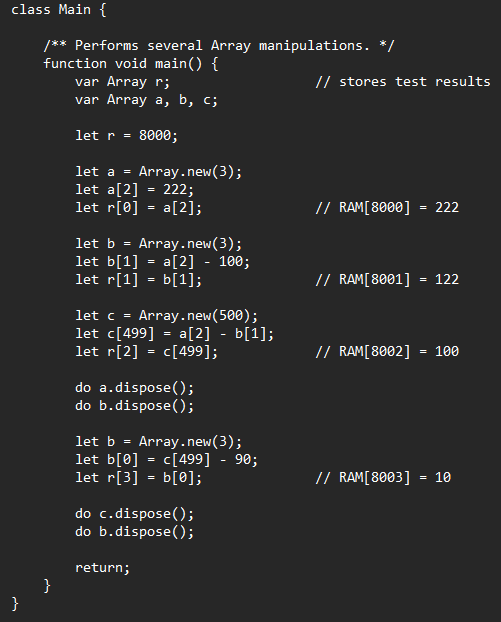 class Main {
/** Performs several Array manipulations. */
function void main() {
var Array r; // stores test results
var Array a, b, c;
let r = 8000;
let a = Array.new(3);
let a[2] = 222;
let r[0] = a[2]; // RAM[8000] = 222
let b = Array.new(3);
let b[1] = a[2] - 100;
let r[1] = b[1]; // RAM[8001] = 122
let c = Array.new(500);
let c[499] = a[2] - b[1];
let r[2] = c[499]; // RAM[8002] = 100
do a.dispose();
do b.dispose();
let b = Array.new(3);
let b[0] = c[499] - 90;
let r[3] = b[0]; // RAM[8003] = 10
do c.dispose();
do b.dispose();
return;
}
}